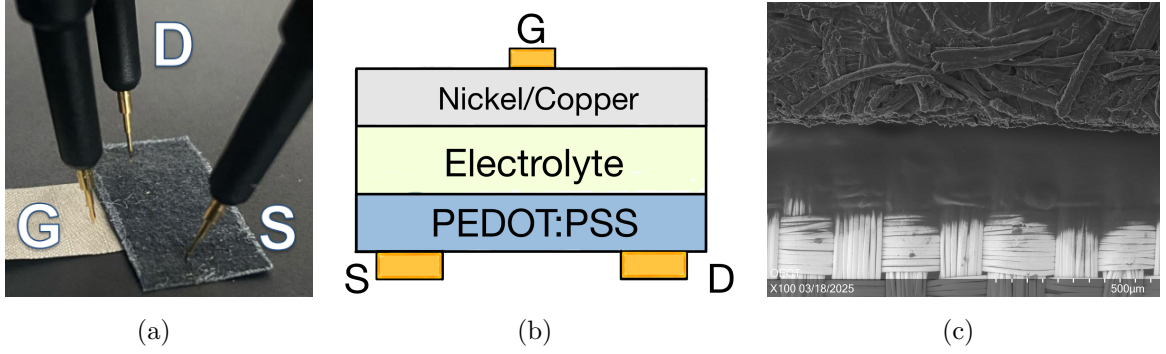 D
G
S
(a)
G
Nickel/Copper
Electrolyte
PEDOT:PSS
S
D
(b)
X100 03/18/2025
500µm
(c)